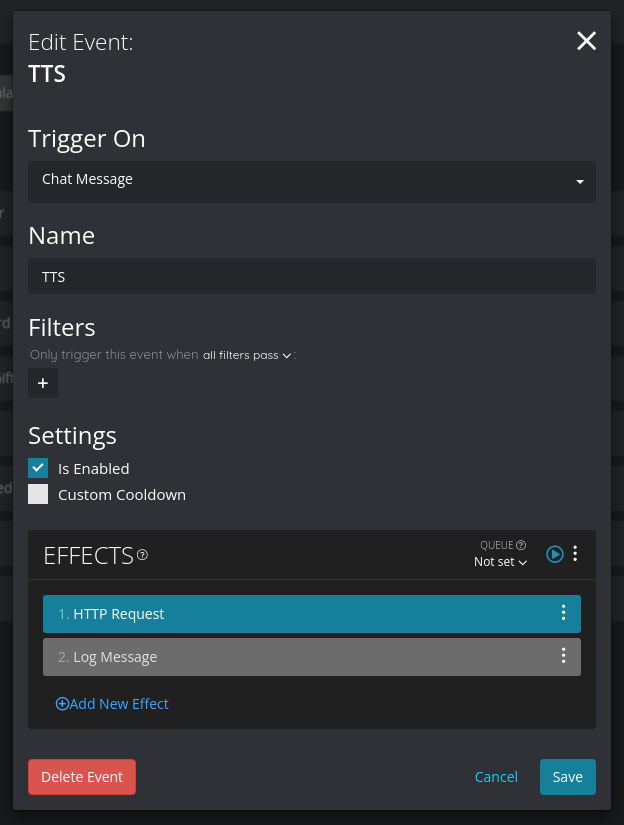 Edit Event:
TTS
Trigger On
Chat Message
Name
TTS
Filters
Only trigger this event when all filters pass :
+
Settings
Is Enabled
Custom Cooldown
EFFECTS
QUEUE
Not set
1. HTTP Request
2. Log Message
Add New Effect
Delete Event
Cancel
Save